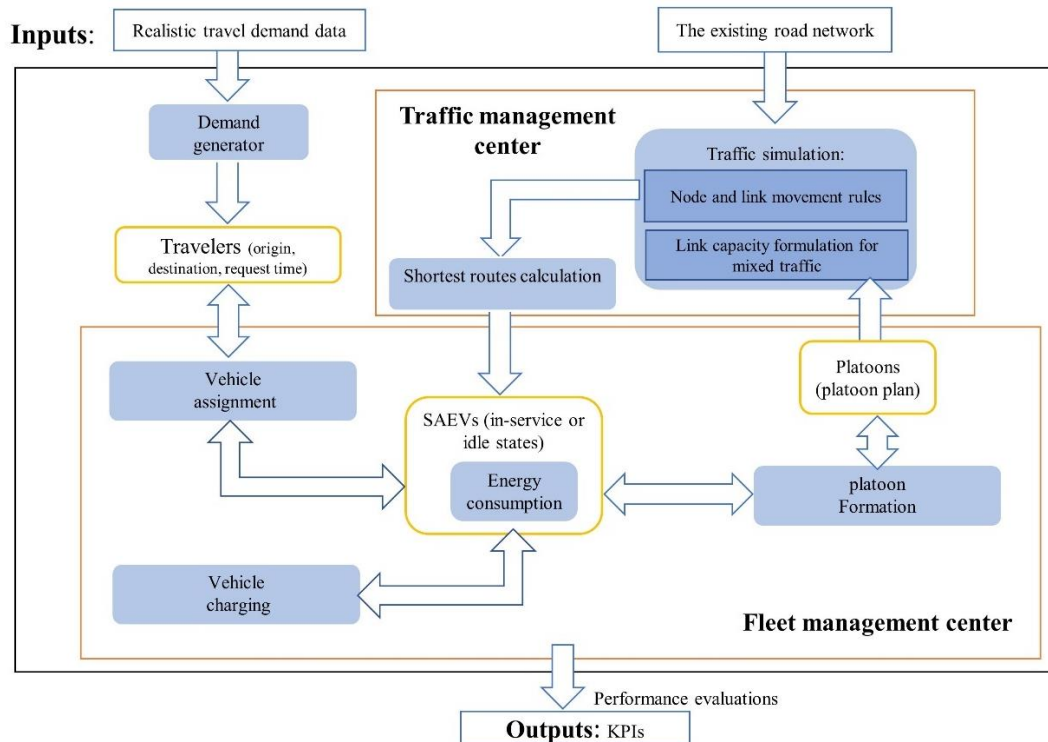 Inputs:
Realistic travel demand data
The existing road network
Demand
generator
Traffic management
center
Traffic simulation:
Node and link movement rules
Link capacity formulation for
mixed traffic
Travelers (origin,
destination, request time)
Shortest routes calculation
Vehicle
assignment
Platoons
(platoon plan)
SAEVs (in-service or
idle states)
Energy
consumption
platoon
Formation
Vehicle
charging
Fleet management center
Performance evaluations
Outputs: KPIs